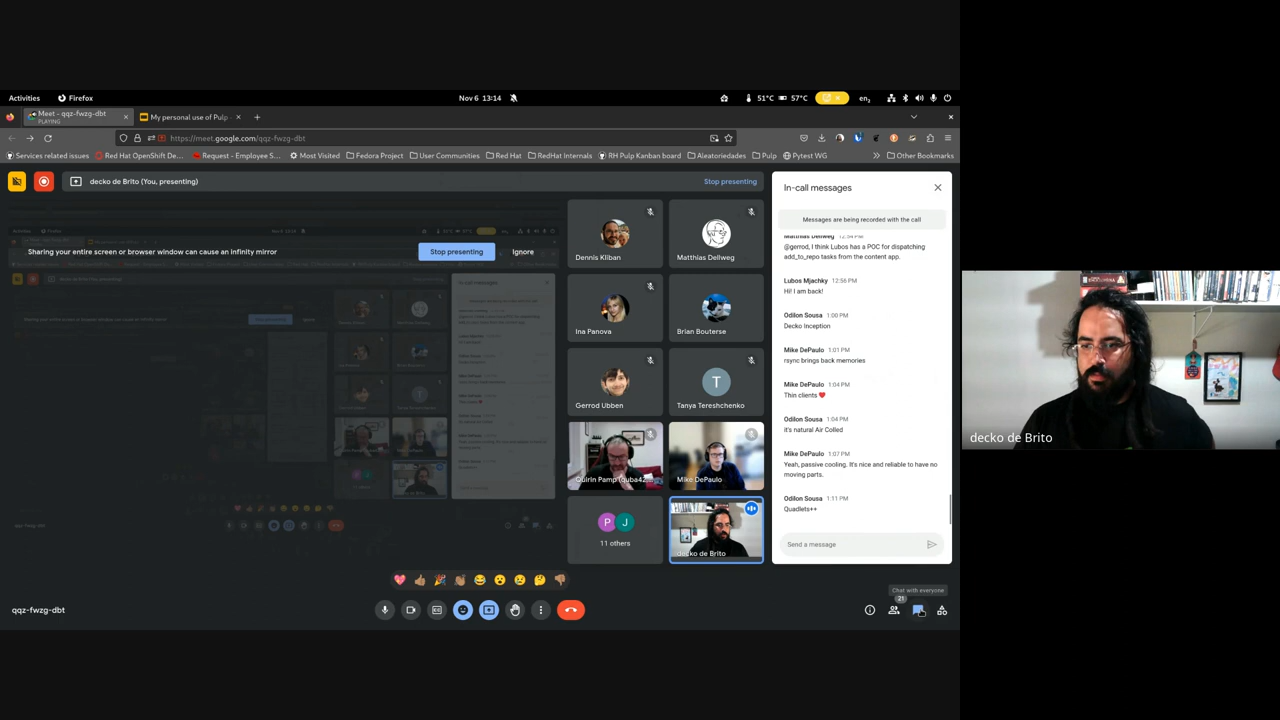 Activities
Firefox
Nov 6 13:14
51°C
57°C
en₂
Meet - qqz-fwzg-dbt
PLAYING
My personal use of Pulp -
https://meet.google.com/qqz-fwzg-dbt
Services related issues
Red Hat OpenShift De…
Request - Employee S…
Most Visited
Fedora Project
User Communities
Red Hat
RedHat Internals
RH Pulp Kanban board
Aleatoriedades
Pulp
Pytest WG
Other Bookmarks
decko de Brito (You, presenting)
Stop presenting
Sharing your entire screen or browser window can cause an infinity mirror
Stop presenting
Ignore
Dennis Kliban
Matthias Dellweg
Ina Panova
Brian Bouterse
Gerrod Ubben
T
Tanya Tereshchenko
Quirin Pamp (quba42…
Mike DePaulo
P J
11 others
decko de Brito
In-call messages
Messages are being recorded with the call
Matthias Dellweg 12:54 PM
@gerrod, I think Lubos has a POC for dispatching
add_to_repo tasks from the content app.
Lubos Mjachky 12:56 PM
Hi! I am back!
Odilon Sousa 1:00 PM
Decko Inception
Mike DePaulo 1:01 PM
rsync brings back memories
Mike DePaulo 1:04 PM
Thin clients ❤️
Odilon Sousa 1:04 PM
it's natural Air Colled
Mike DePaulo 1:07 PM
Yeah, passive cooling. It's nice and reliable to have no
moving parts.
Odilon Sousa 1:11 PM
Quadlets++
Send a message
Chat with everyone
21
qqz-fwzg-dbt
decko de Brito